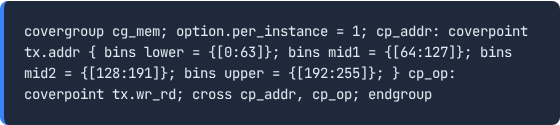 covergroup cg_mem; option.per_instance = 1; cp_addr: coverpoint
tx.addr { bins lower = {[0:63]}; bins mid1 = {[64:127]}; bins
mid2 = {[128:191]}; bins upper = {[192:255]}; } cp_op:
coverpoint tx.wr_rd; cross cp_addr, cp_op; endgroup